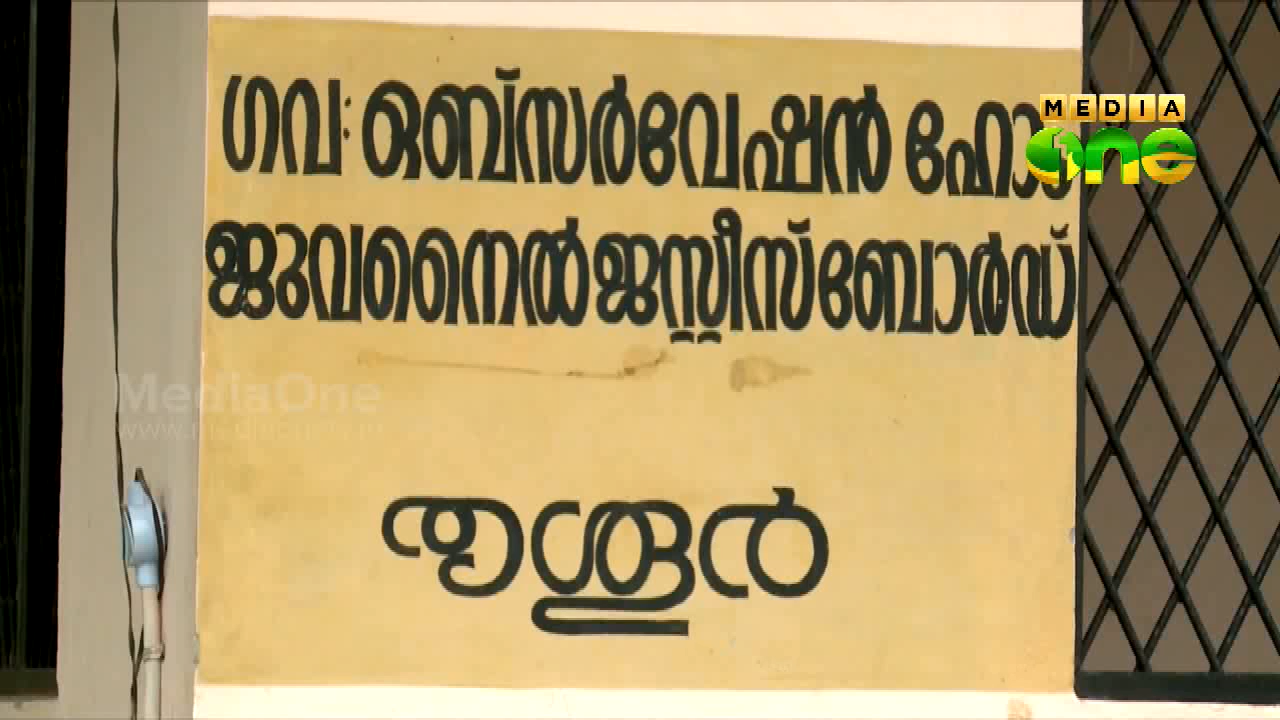 ഗവ: ഒബ്സർവേഷൻ ഹോം
ജുവനൈൽ ജസ്റ്റീസ് ബോർഡ്
തൃശ്ശൂർ
MEDIA
one
MediaOne